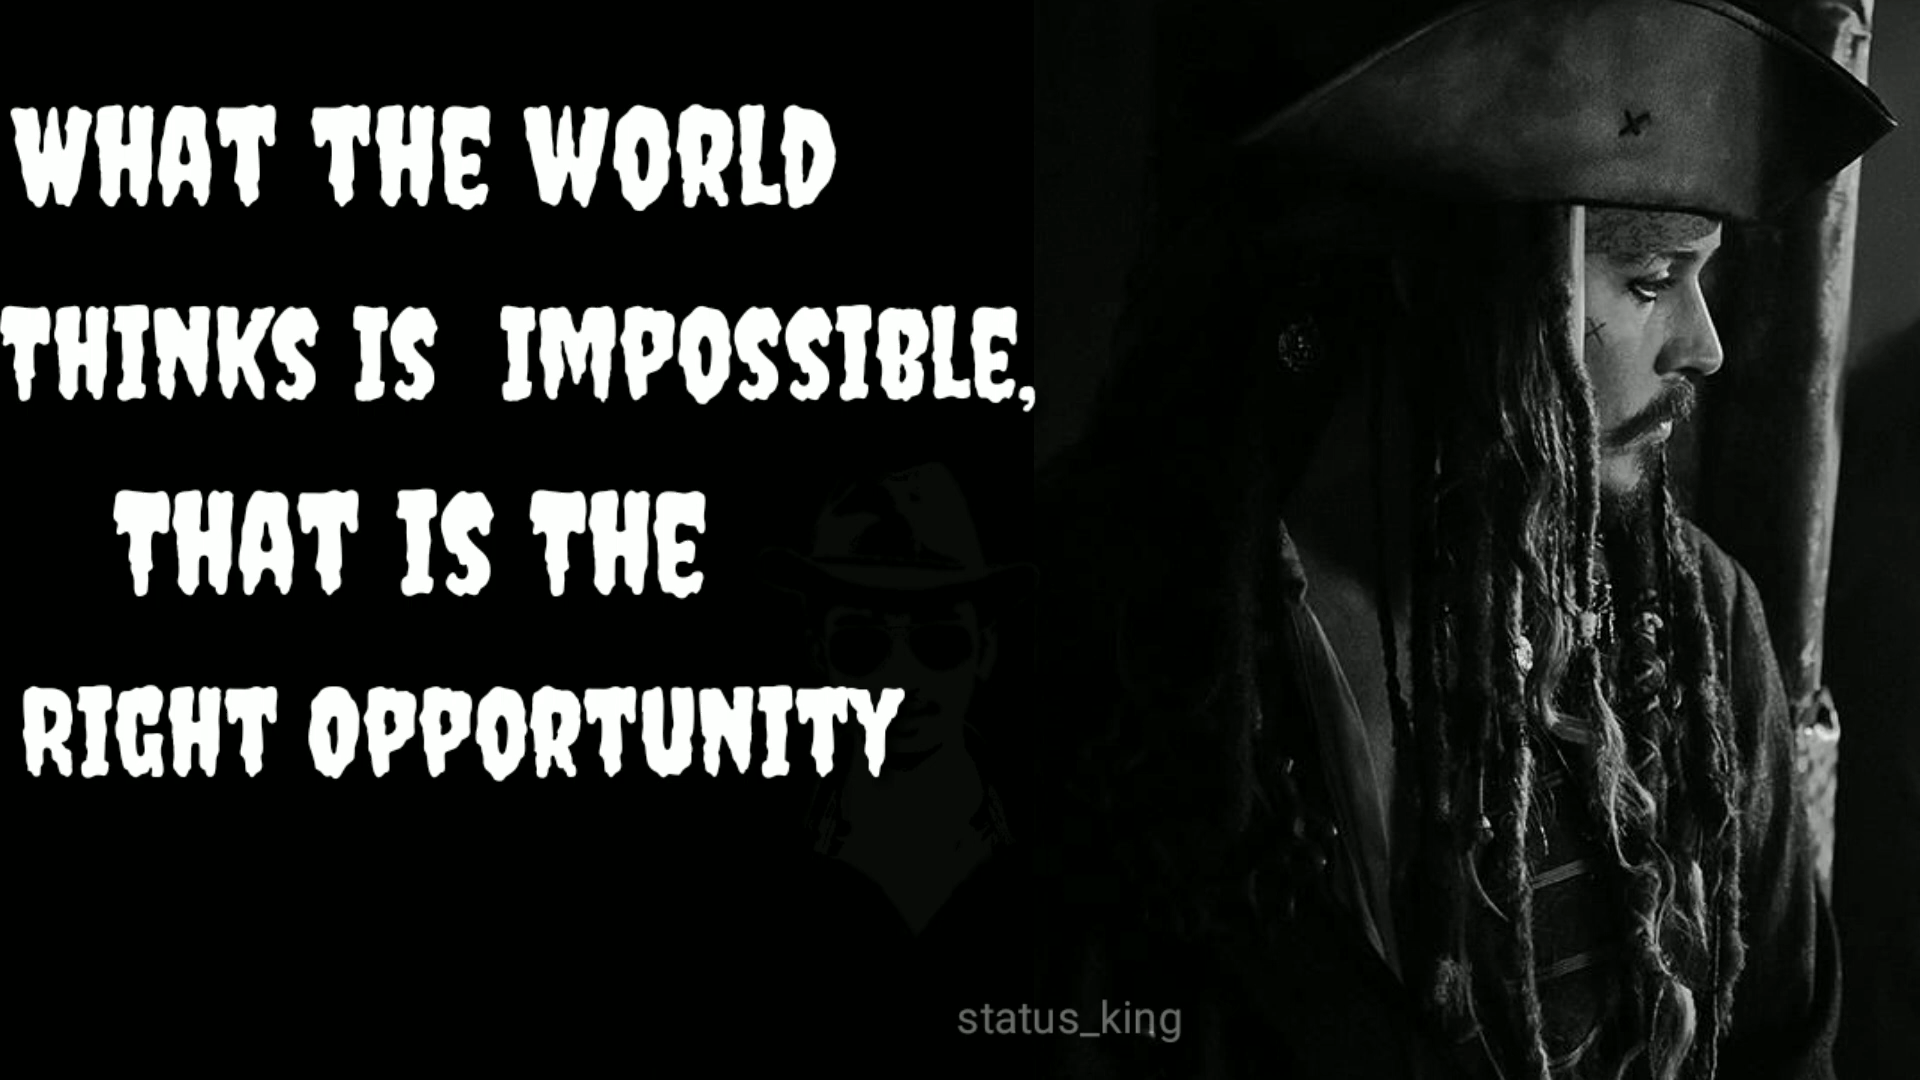 WHAT THE WORLD
THINKS IS IMPOSSIBLE,
THAT IS THE
RIGHT OPPORTUNITY
status_king